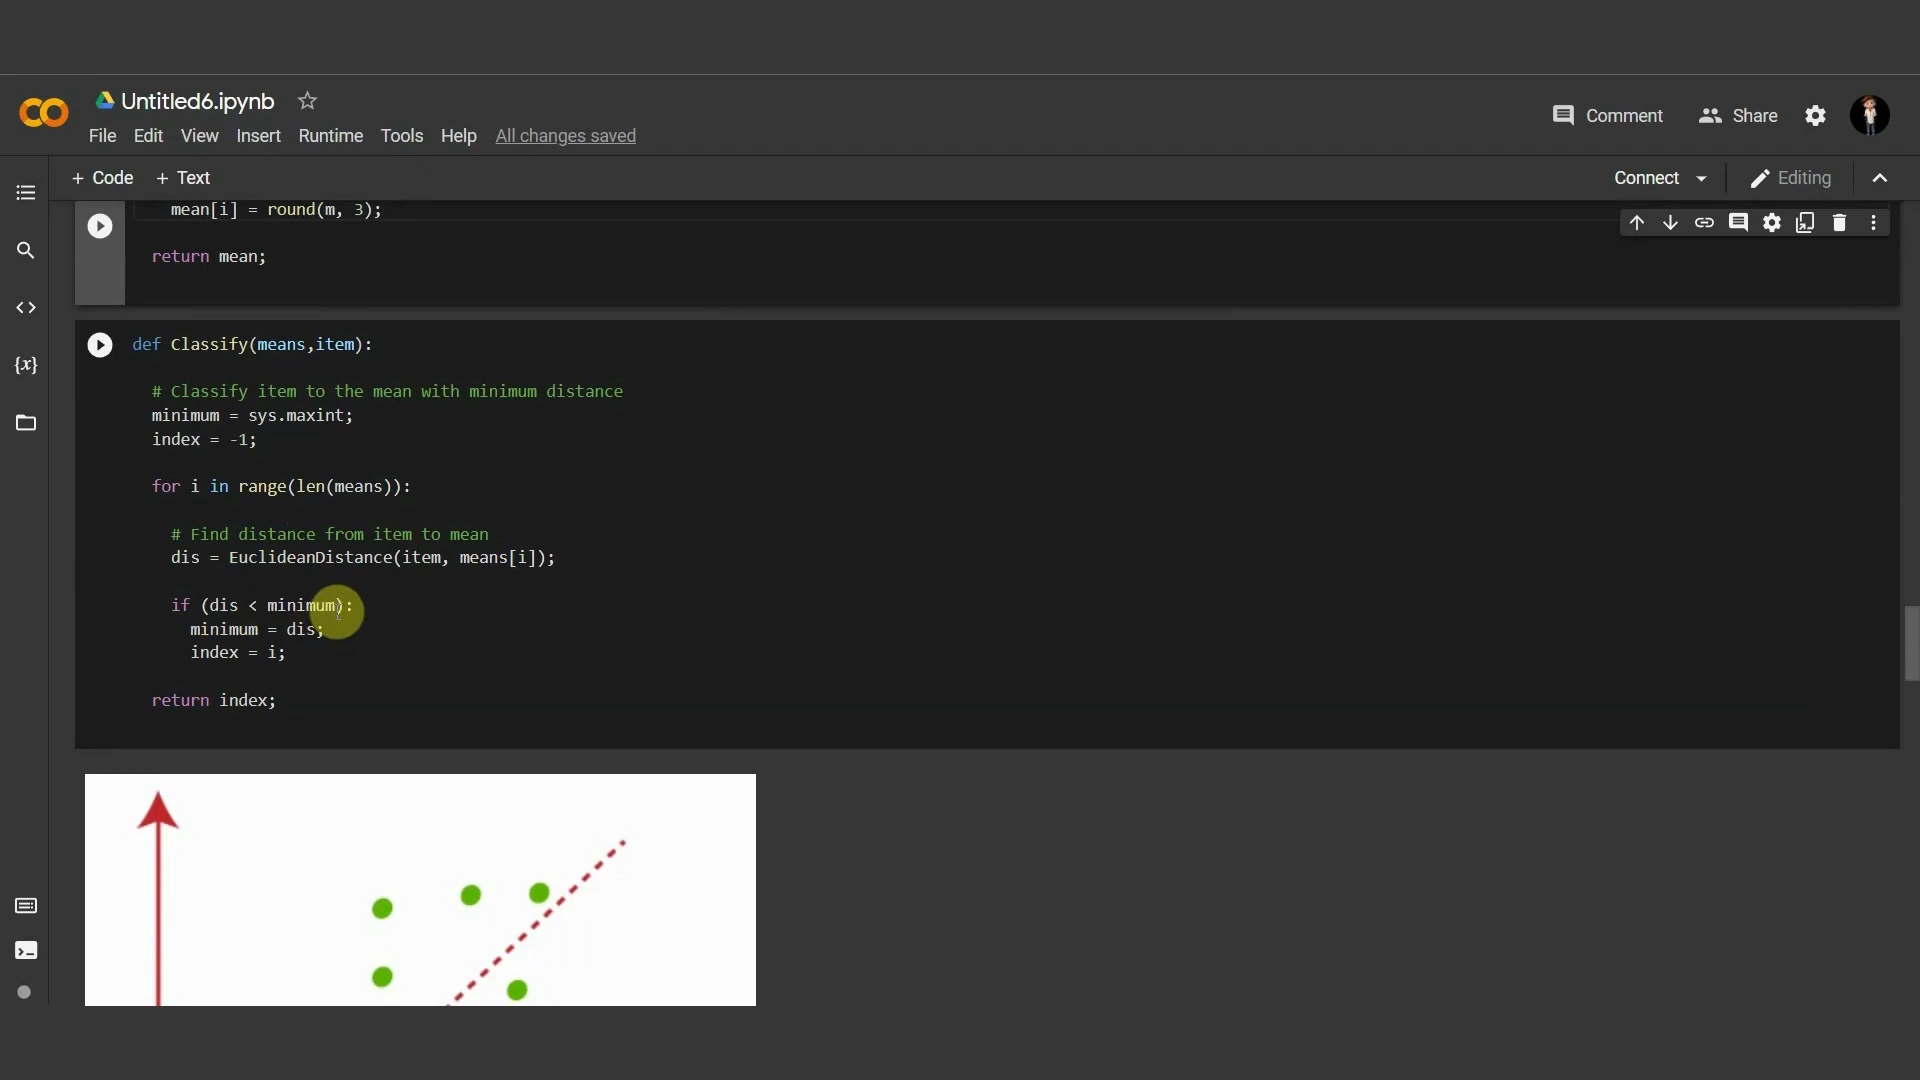 Untitled6.ipynb
File Edit View Insert Runtime Tools Help All changes saved
Comment Share
+ Code + Text
Connect Editing
mean[i] = round(m, 3);
return mean;
def Classify(means,item):
# Classify item to the mean with minimum distance
minimum = sys.maxint;
index = -1;
for i in range(len(means)):
# Find distance from item to mean
dis = EuclideanDistance(item, means[i]);
if (dis < minimum):
minimum = dis;
index = i;
return index;